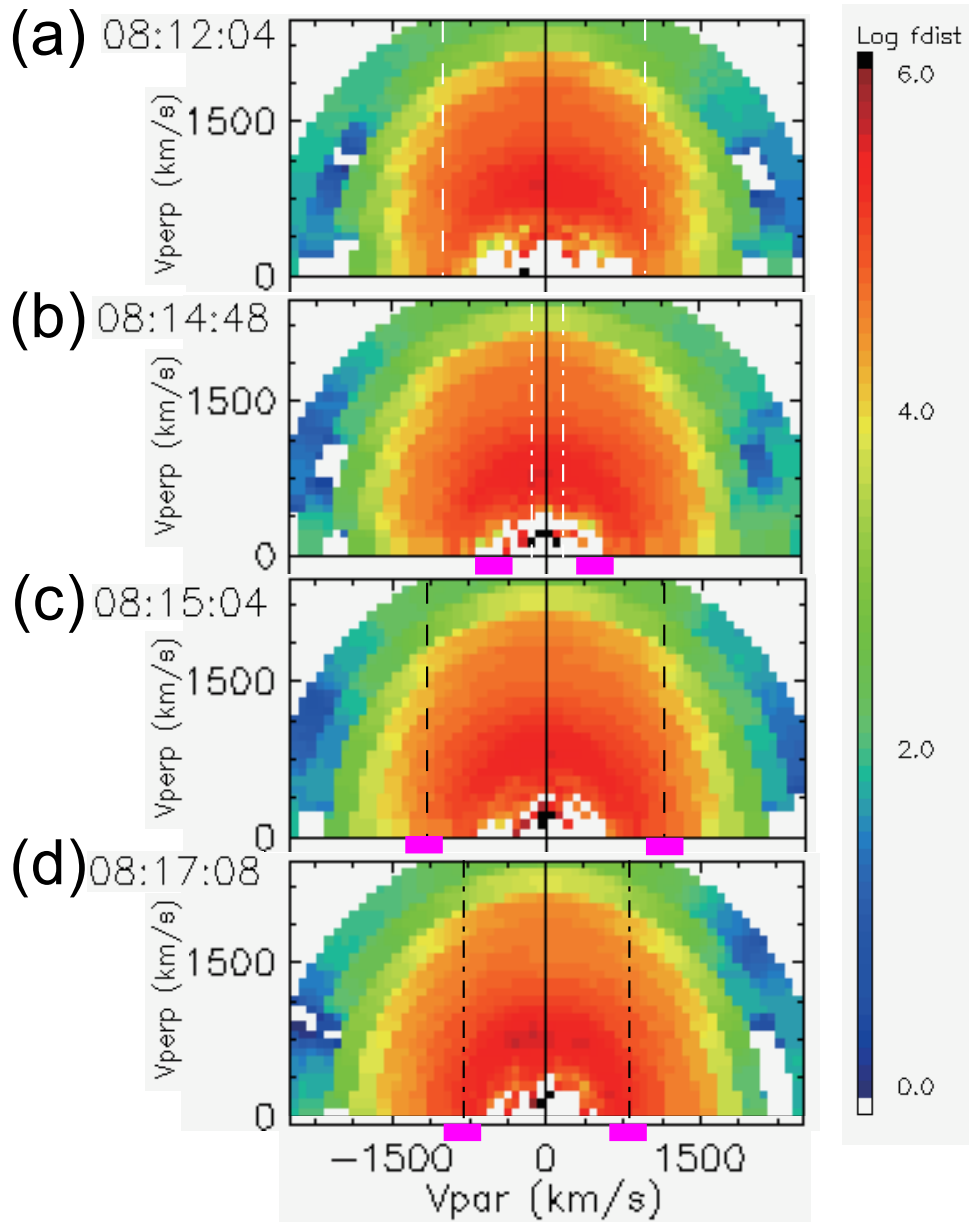 (a) 08:12:04
Log fdist
6.0
4.0
2.0
0.0
Vperp (km/s)
1500
0
(b) 08:14:48
Vperp (km/s)
1500
0
(c) 08:15:04
Vperp (km/s)
1500
0
(d) 08:17:08
Vperp (km/s)
1500
0
−1500 0 1500
Vpar (km/s)